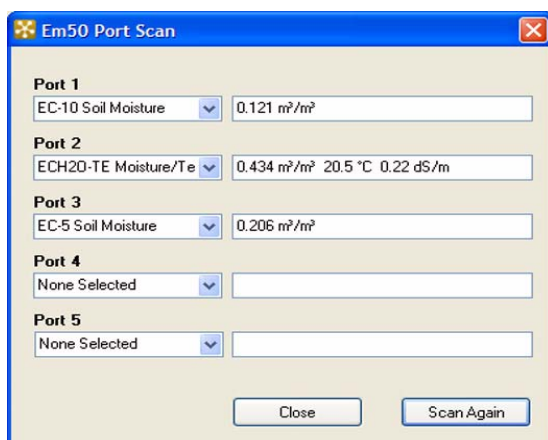 Em50 Port Scan
Port 1
EC-10 Soil Moisture 0.121 m³/m³
Port 2
ECH2O-TE Moisture/Te 0.434 m³/m³ 20.5 °C 0.22 dS/m
Port 3
EC-5 Soil Moisture 0.206 m³/m³
Port 4
None Selected
Port 5
None Selected
Close Scan Again